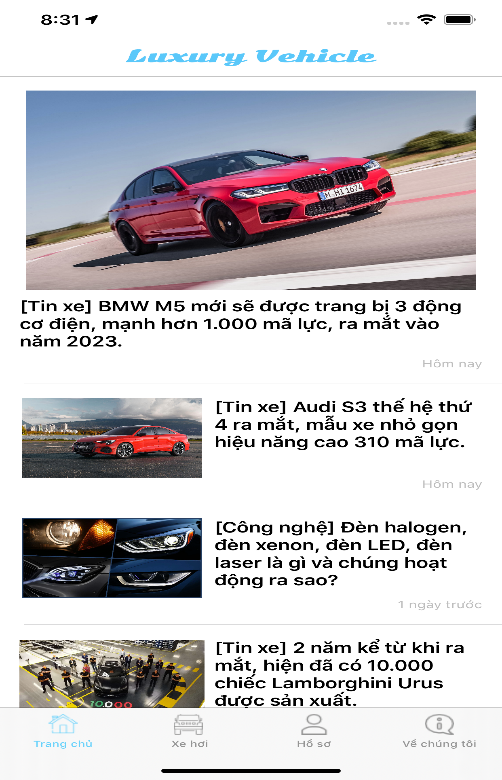 8:31
Luxury Vehicle
[Tin xe] BMW M5 mới sẽ được trang bị 3 động
cơ điện, mạnh hơn 1.000 mã lực, ra mắt vào
năm 2023.
Hôm nay
[Tin xe] Audi S3 thế hệ thứ
4 ra mắt, mẫu xe nhỏ gọn
hiệu năng cao 310 mã lực.
Hôm nay
[Công nghệ] Đèn halogen,
đèn xenon, đèn LED, đèn
laser là gì và chúng hoạt
động ra sao?
1 ngày trước
[Tin xe] 2 năm kể từ khi ra
mắt, hiện đã có 10.000
chiếc Lamborghini Urus
được sản xuất.
Trang chủ
Xe hơi
Hồ sơ
Về chúng tôi